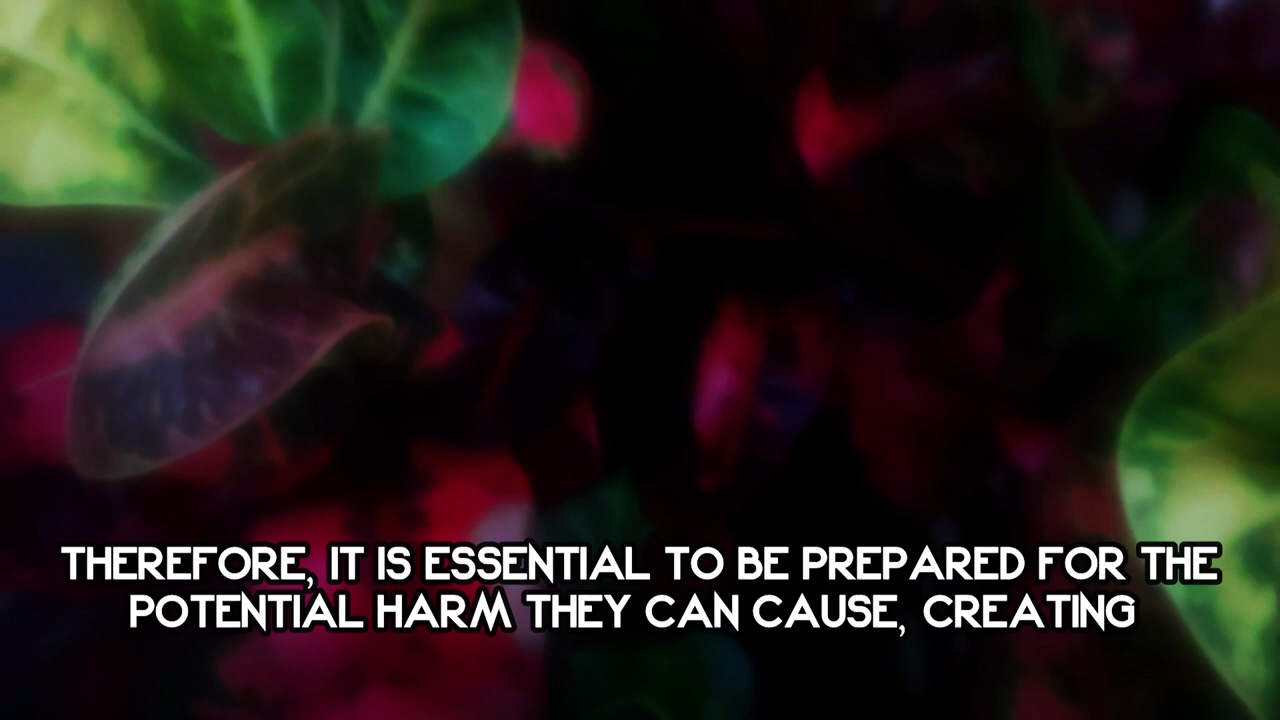 THEREFORE, IT IS ESSENTIAL TO BE PREPARED FOR THE
POTENTIAL HARM THEY CAN CAUSE, CREATING